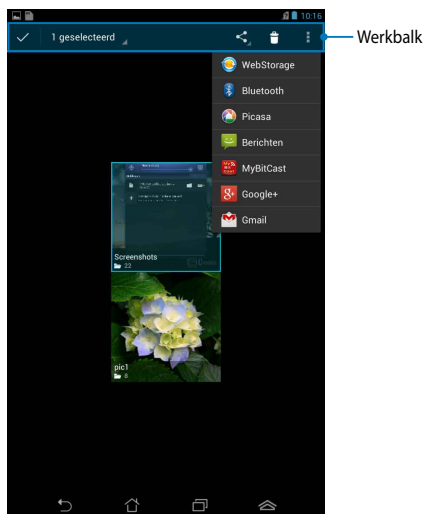 10:16
1 geselecteerd
Werkbalk
WebStorage
Bluetooth
Picasa
Berichten
MyBitCast
Google+
Gmail
Screenshots
22
pic1
8